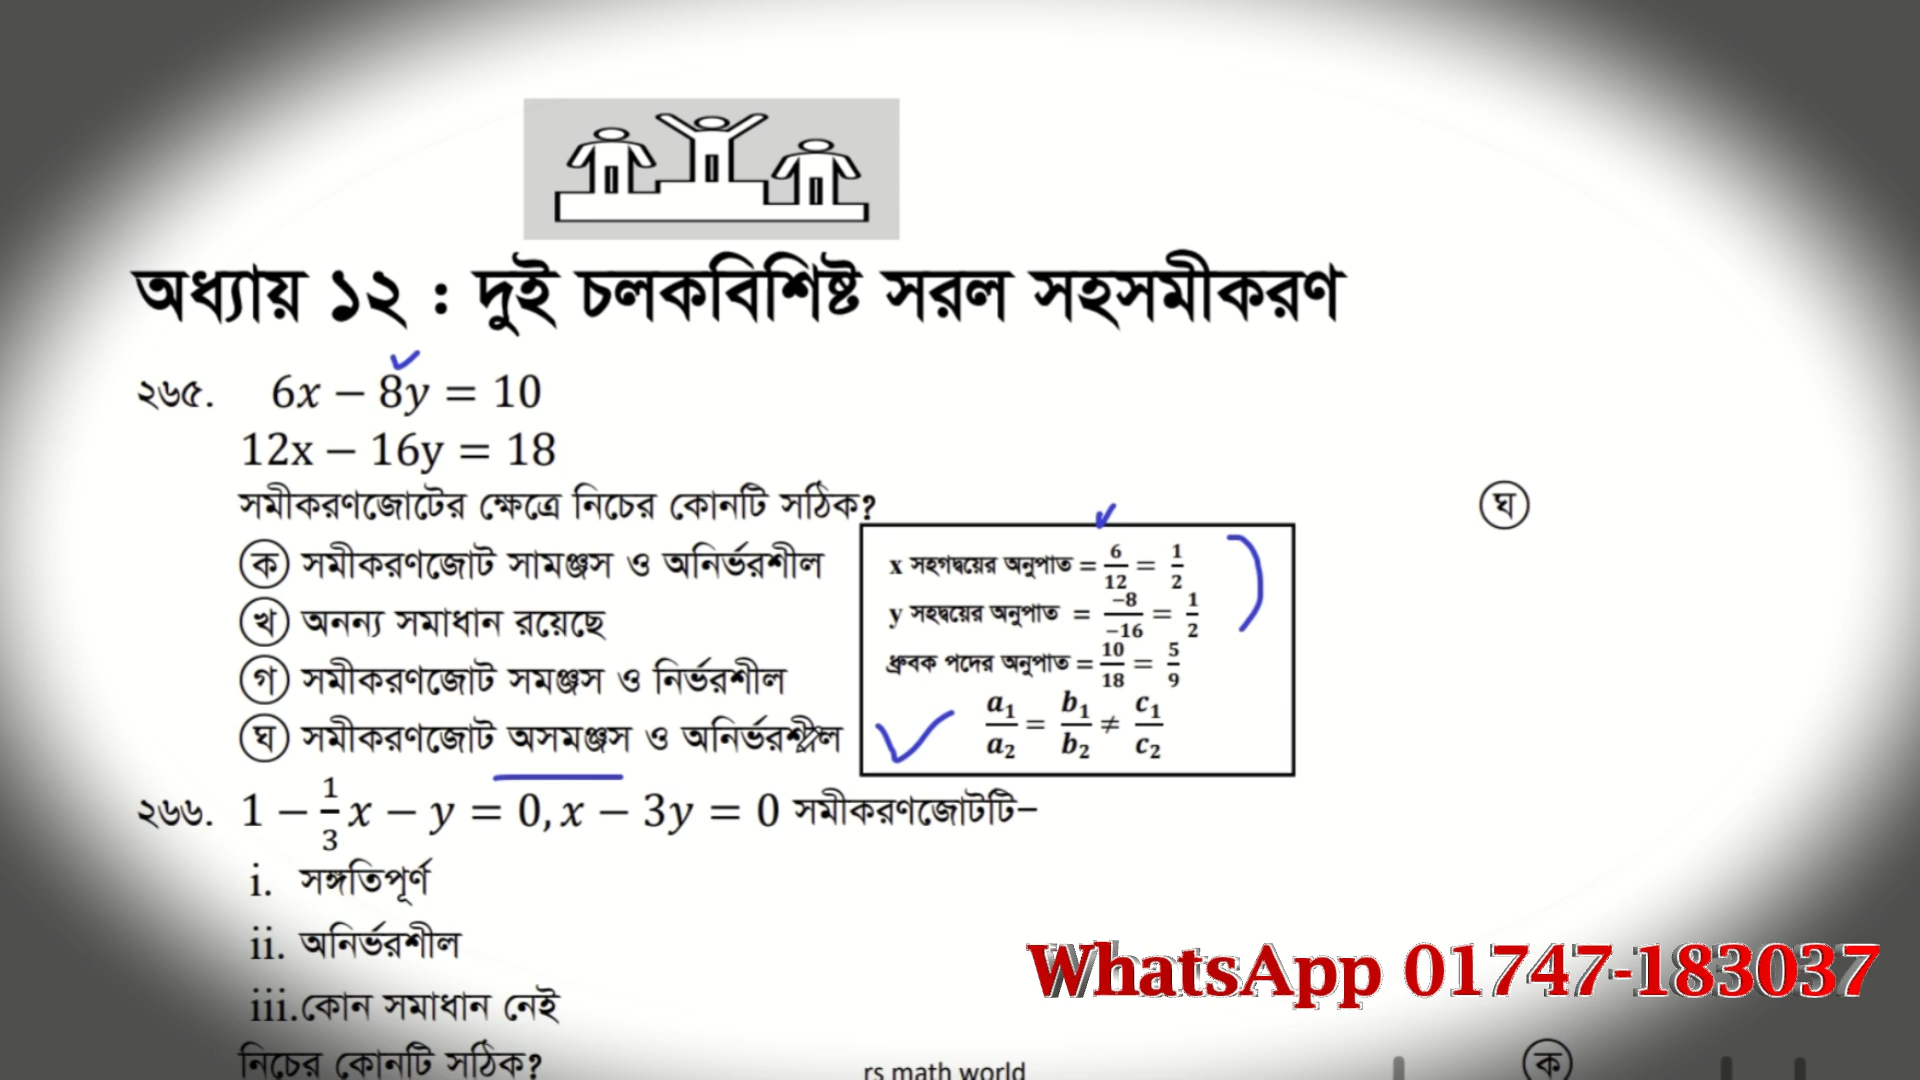 অধ্যায় ১২ : দুই চলকবিশিষ্ট সরল সহসমীকরণ
২৬৫. 6x − 8y = 10
12x − 16y = 18
সমীকরণজোটের ক্ষেত্রে নিচের কোনটি সঠিক?
ঘ
ক সমীকরণজোট সামঞ্জস ও অনির্ভরশীল
খ অনন্য সমাধান রয়েছে
গ সমীকরণজোট সমঞ্জস ও নির্ভরশীল
ঘ সমীকরণজোট অসমঞ্জস ও অনির্ভরশীল
x সহগদ্বয়ের অনুপাত = 6/12 = 1/2
y সহদ্বয়ের অনুপাত = −8/−16 = 1/2
ধ্রুবক পদের অনুপাত = 10/18 = 5/9
a₁/a₂ = b₁/b₂ ≠ c₁/c₂
২৬৬. 1 − 1/3 x − y = 0, x − 3y = 0 সমীকরণজোটটি−
i. সঙ্গতিপূর্ণ
ii. অনির্ভরশীল
iii.কোন সমাধান নেই
নিচের কোনটি সঠিক?
ক
rs math world
WhatsApp 01747-183037